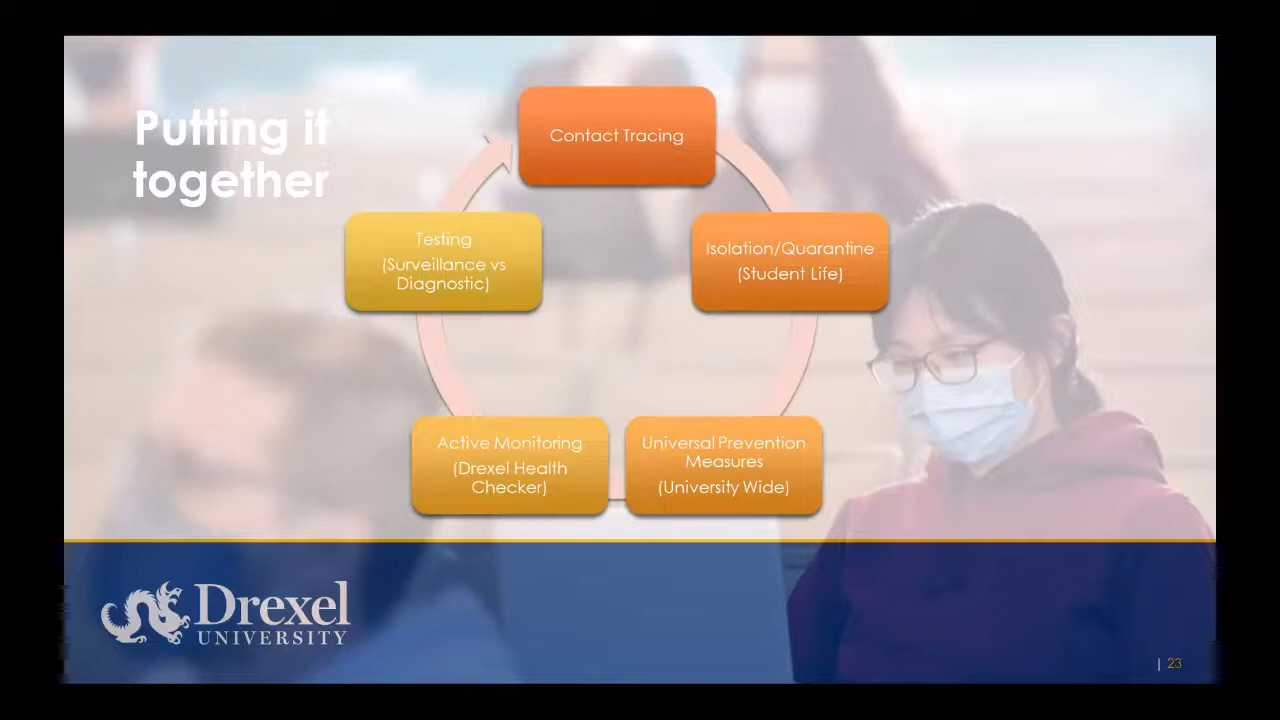 Putting it
together
Contact Tracing
Isolation/Quarantine
(Student Life)
Universal Prevention
Measures
(University Wide)
Active Monitoring
(Drexel Health
Checker)
Testing
(Surveillance vs
Diagnostic)
Drexel
UNIVERSITY
| 23